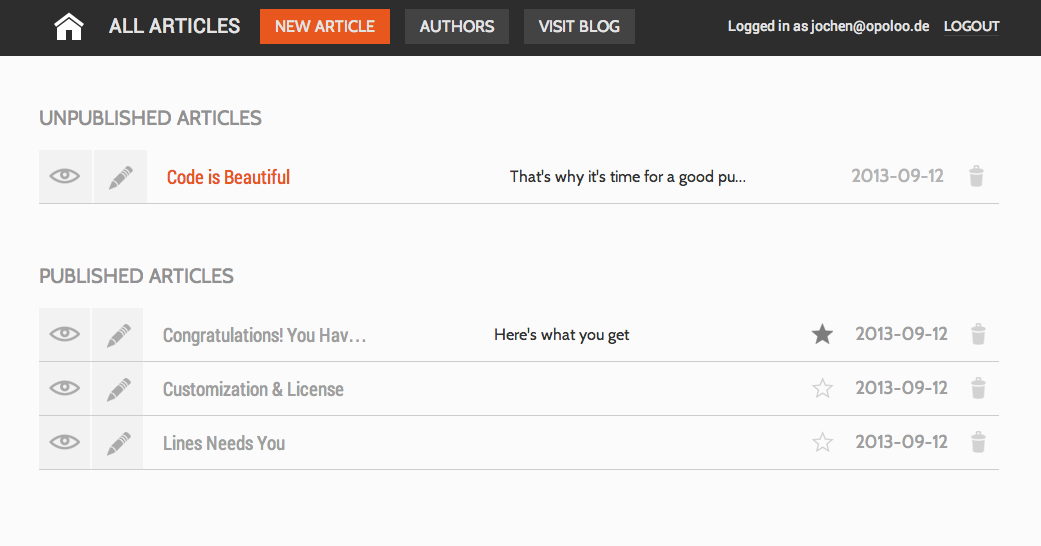 ALL ARTICLES NEW ARTICLE AUTHORS VISIT BLOG Logged in as jochen@opoloo.de LOGOUT
UNPUBLISHED ARTICLES
Code is Beautiful That's why it's time for a good pu... 2013-09-12
PUBLISHED ARTICLES
Congratulations! You Hav... Here's what you get 2013-09-12
Customization & License 2013-09-12
Lines Needs You 2013-09-12